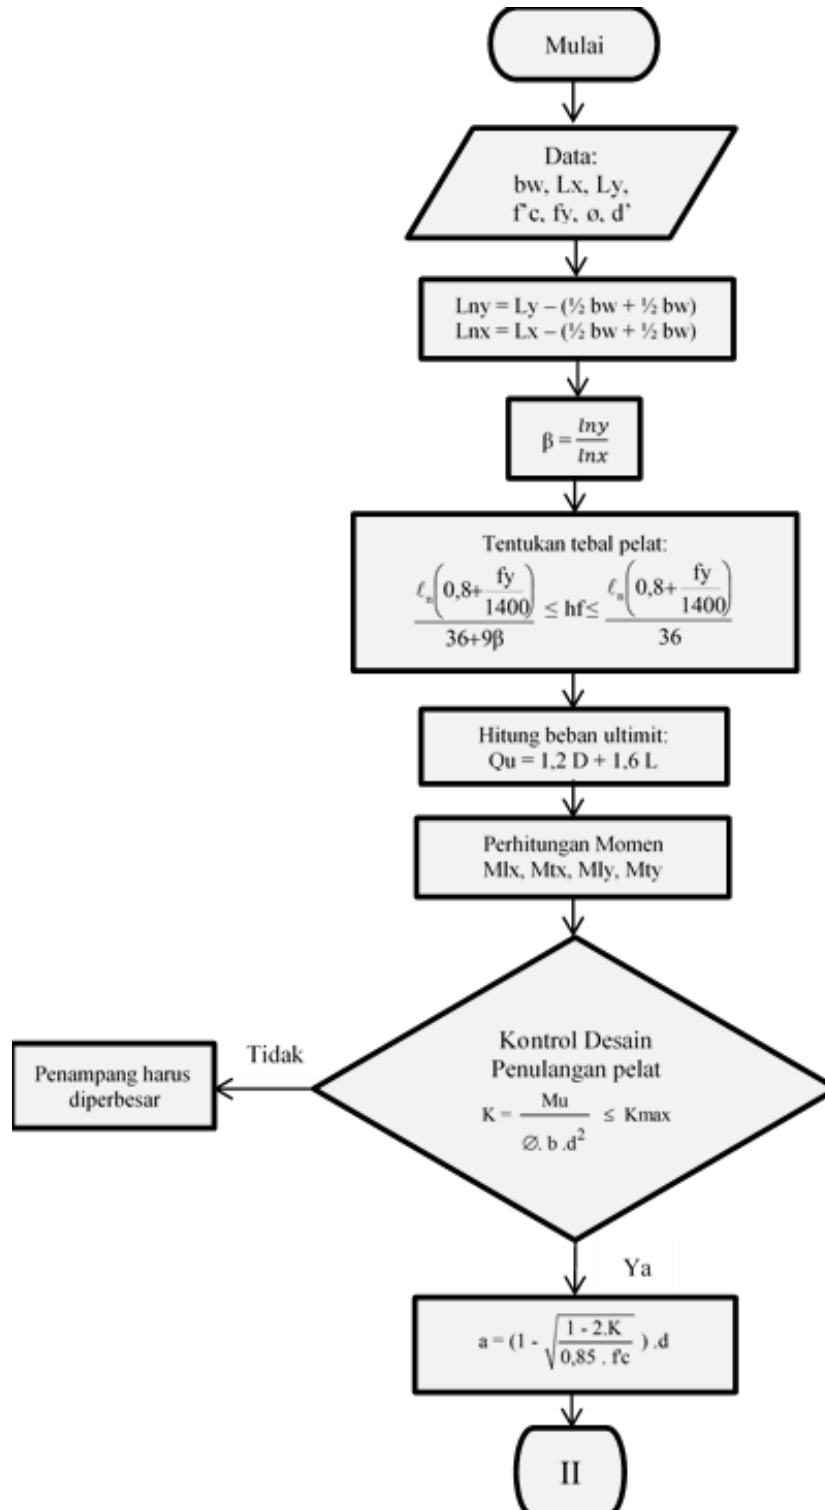 Mulai
Data:
bw, Lx, Ly,
f'c, fy, ø, d'
Lny = Ly – (½ bw + ½ bw)
Lnx = Lx – (½ bw + ½ bw)
β = lny/lnx
Tentukan tebal pelat:
ℓn(0,8+fy/1400)/36+9β ≤ hf≤ ℓn(0,8+fy/1400)/36
Hitung beban ultimit:
Qu = 1,2 D + 1,6 L
Perhitungan Momen
Mlx, Mtx, Mly, Mty
Kontrol Desain
Penulangan pelat
K = Mu/∅. b .d² ≤ Kmax
Tidak
Penampang harus
diperbesar
Ya
a = (1 - √(1 - 2.K/0,85 . f'c) ) .d
II